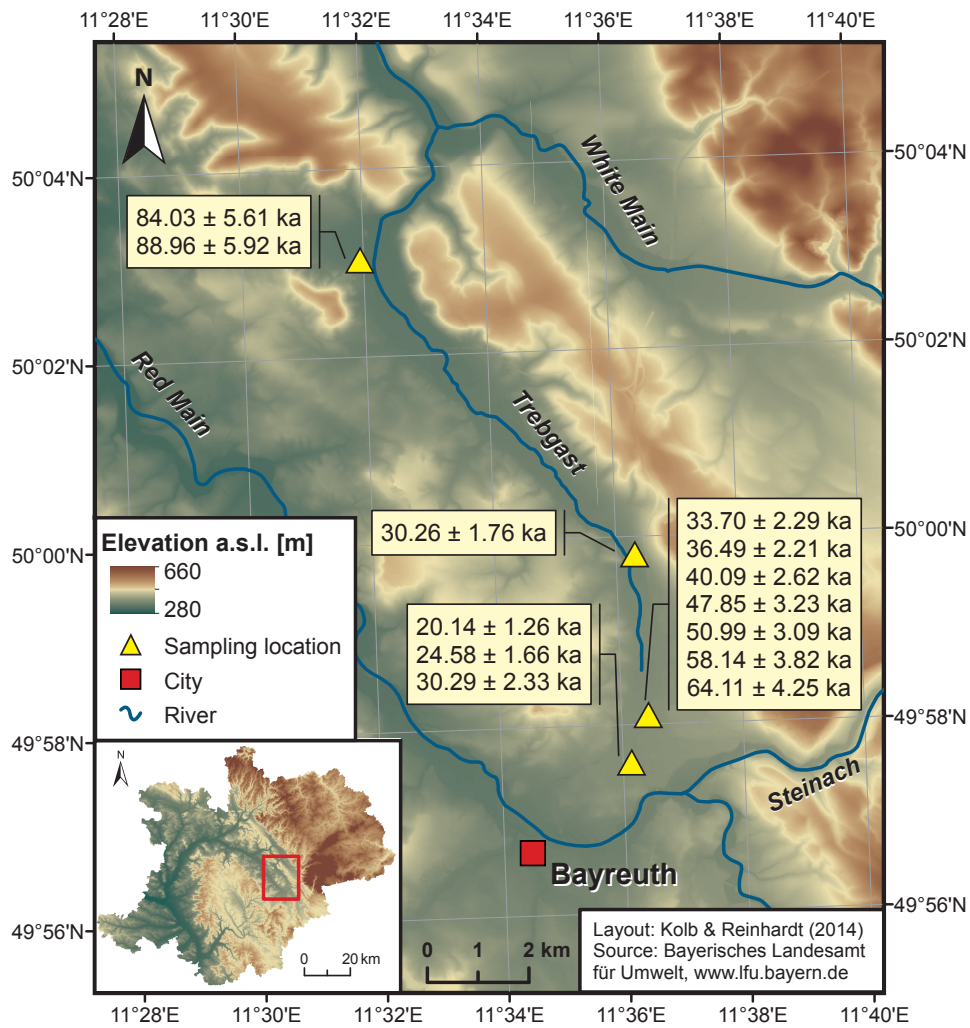 11°28'E 11°30'E 11°32'E 11°34'E 11°36'E 11°38'E 11°40'E
N
50°04'N
50°04'N
White Main
84.03 ± 5.61 ka
88.96 ± 5.92 ka
50°02'N
50°02'N
Red Main
Trebgast
50°00'N
50°00'N
30.26 ± 1.76 ka
33.70 ± 2.29 ka
36.49 ± 2.21 ka
40.09 ± 2.62 ka
47.85 ± 3.23 ka
50.99 ± 3.09 ka
58.14 ± 3.82 ka
64.11 ± 4.25 ka
20.14 ± 1.26 ka
24.58 ± 1.66 ka
30.29 ± 2.33 ka
Elevation a.s.l. [m]
660
280
Sampling location
City
River
49°58'N
49°58'N
Steinach
N
0 20 km
Bayreuth
49°56'N
49°56'N
0 1 2 km
Layout: Kolb & Reinhardt (2014)
Source: Bayerisches Landesamt
für Umwelt, www.lfu.bayern.de
11°28'E 11°30'E 11°32'E 11°34'E 11°36'E 11°38'E 11°40'E